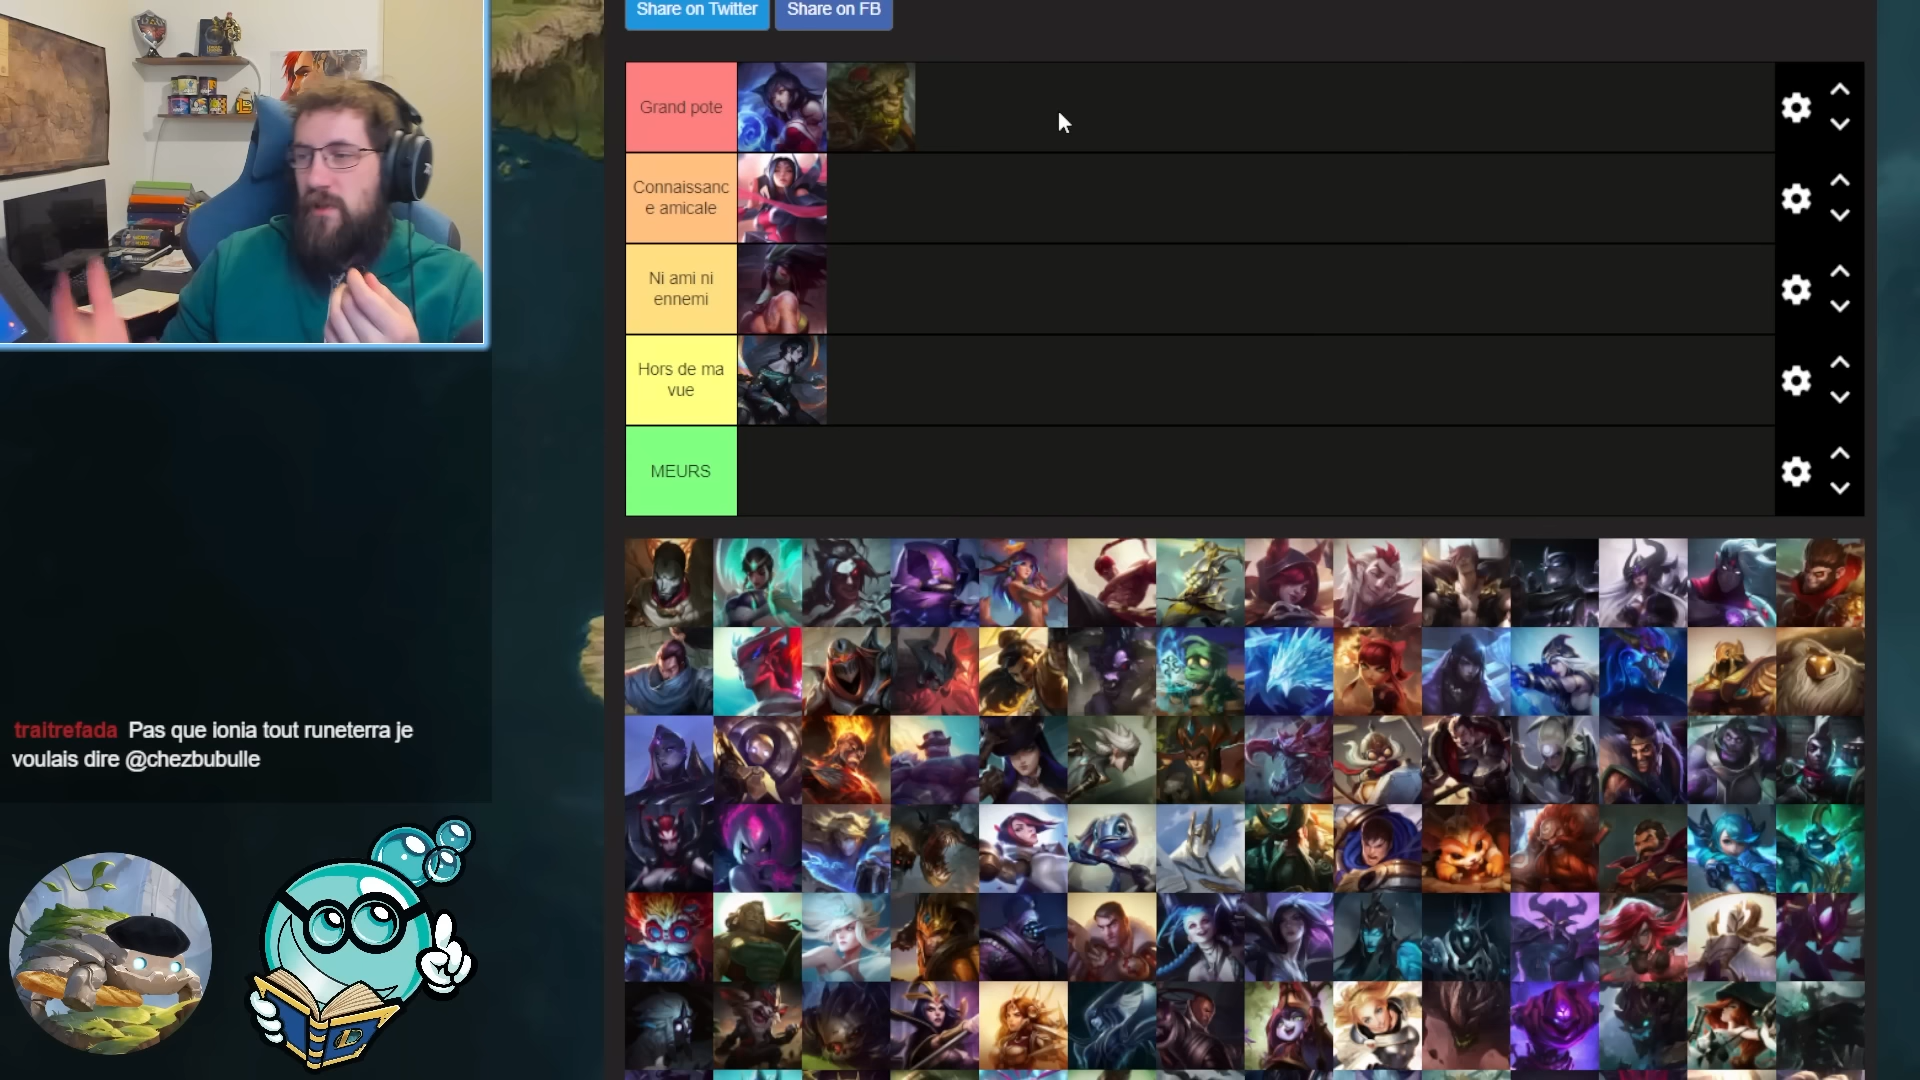 Share on Twitter
Share on FB
Grand pote
Connaissanc
e amicale
Ni ami ni
ennemi
Hors de ma
vue
MEURS
traitrefada Pas que ionia tout runeterra je
voulais dire @chezbubulle